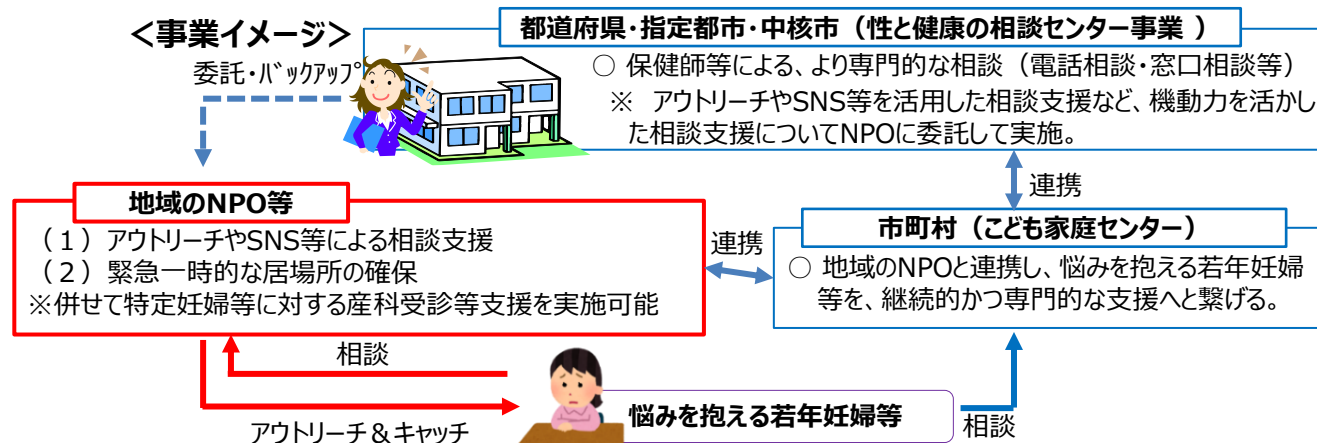 <事業イメージ>
委託・ﾊﾞｯｸｱｯﾌﾟ
都道府県・指定都市・中核市(性と健康の相談センター事業 )
○ 保健師等による、より専門的な相談(電話相談・窓口相談等)
※ アウトリーチやSNS等を活用した相談支援など、機動力を活かし
た相談支援についてNPOに委託して実施。
連携
地域のNPO等
(1)アウトリーチやSNS等による相談支援
(2)緊急一時的な居場所の確保
※併せて特定妊婦等に対する産科受診等支援を実施可能
連携
市町村(こども家庭センター)
○ 地域のNPOと連携し、悩みを抱える若年妊婦
等を、継続的かつ専門的な支援へと繋げる。
相談
悩みを抱える若年妊婦等
相談
アウトリーチ&キャッチ